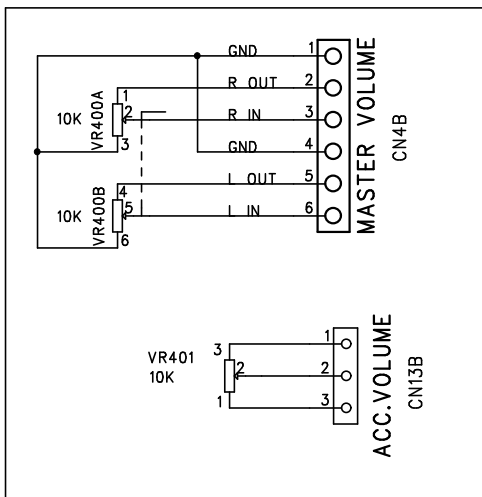 GND 1
1 R OUT 2
10K VR400A 2 R IN 3
3 GND 4
4 L OUT 5
10K VR400B 5 L IN 6
6
MASTER VOLUME
CN4B
3 1
VR401 2 2
10K
1 3
ACC.VOLUME
CN13B